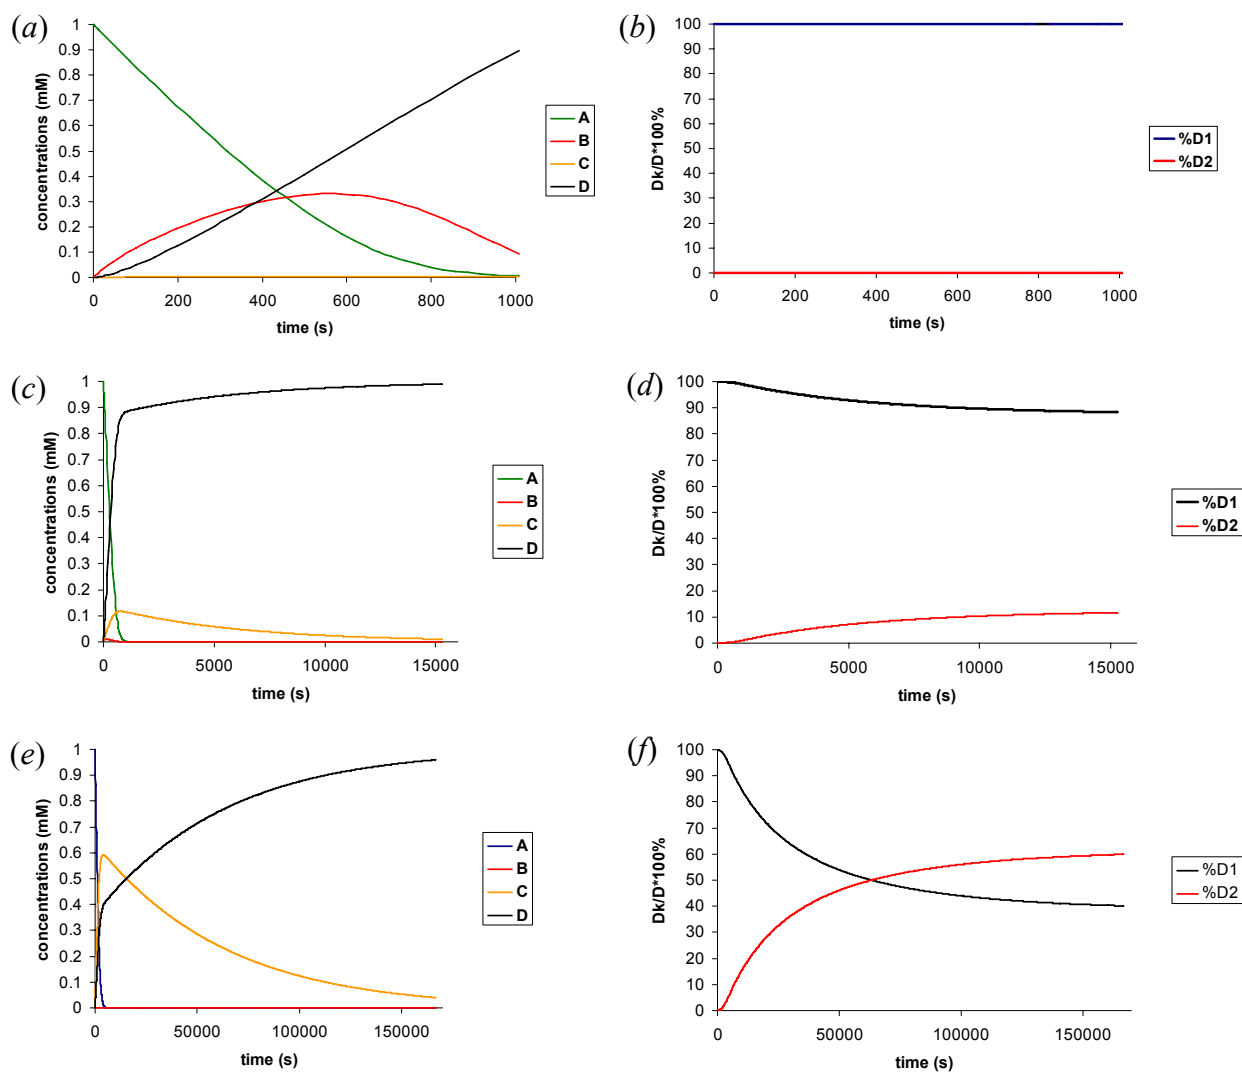 (a)
concentrations (mM)
1
0.9
0.8
0.7
0.6
0.5
0.4
0.3
0.2
0.1
0
0 200 400 600 800 1000
time (s)
A
B
C
D
(b)
Dk/D*100%
100
90
80
70
60
50
40
30
20
10
0
0 200 400 600 800 1000
time (s)
%D1
%D2
(c)
concentrations (mM)
1
0.9
0.8
0.7
0.6
0.5
0.4
0.3
0.2
0.1
0
0 5000 10000 15000
time (s)
A
B
C
D
(d)
Dk/D*100%
100
90
80
70
60
50
40
30
20
10
0
0 5000 10000 15000
time (s)
%D1
%D2
(e)
concentrations (mM)
1
0.9
0.8
0.7
0.6
0.5
0.4
0.3
0.2
0.1
0
0 50000 100000 150000
time (s)
A
B
C
D
(f)
Dk/D*100%
100
90
80
70
60
50
40
30
20
10
0
0 50000 100000 150000
time (s)
%D1
%D2